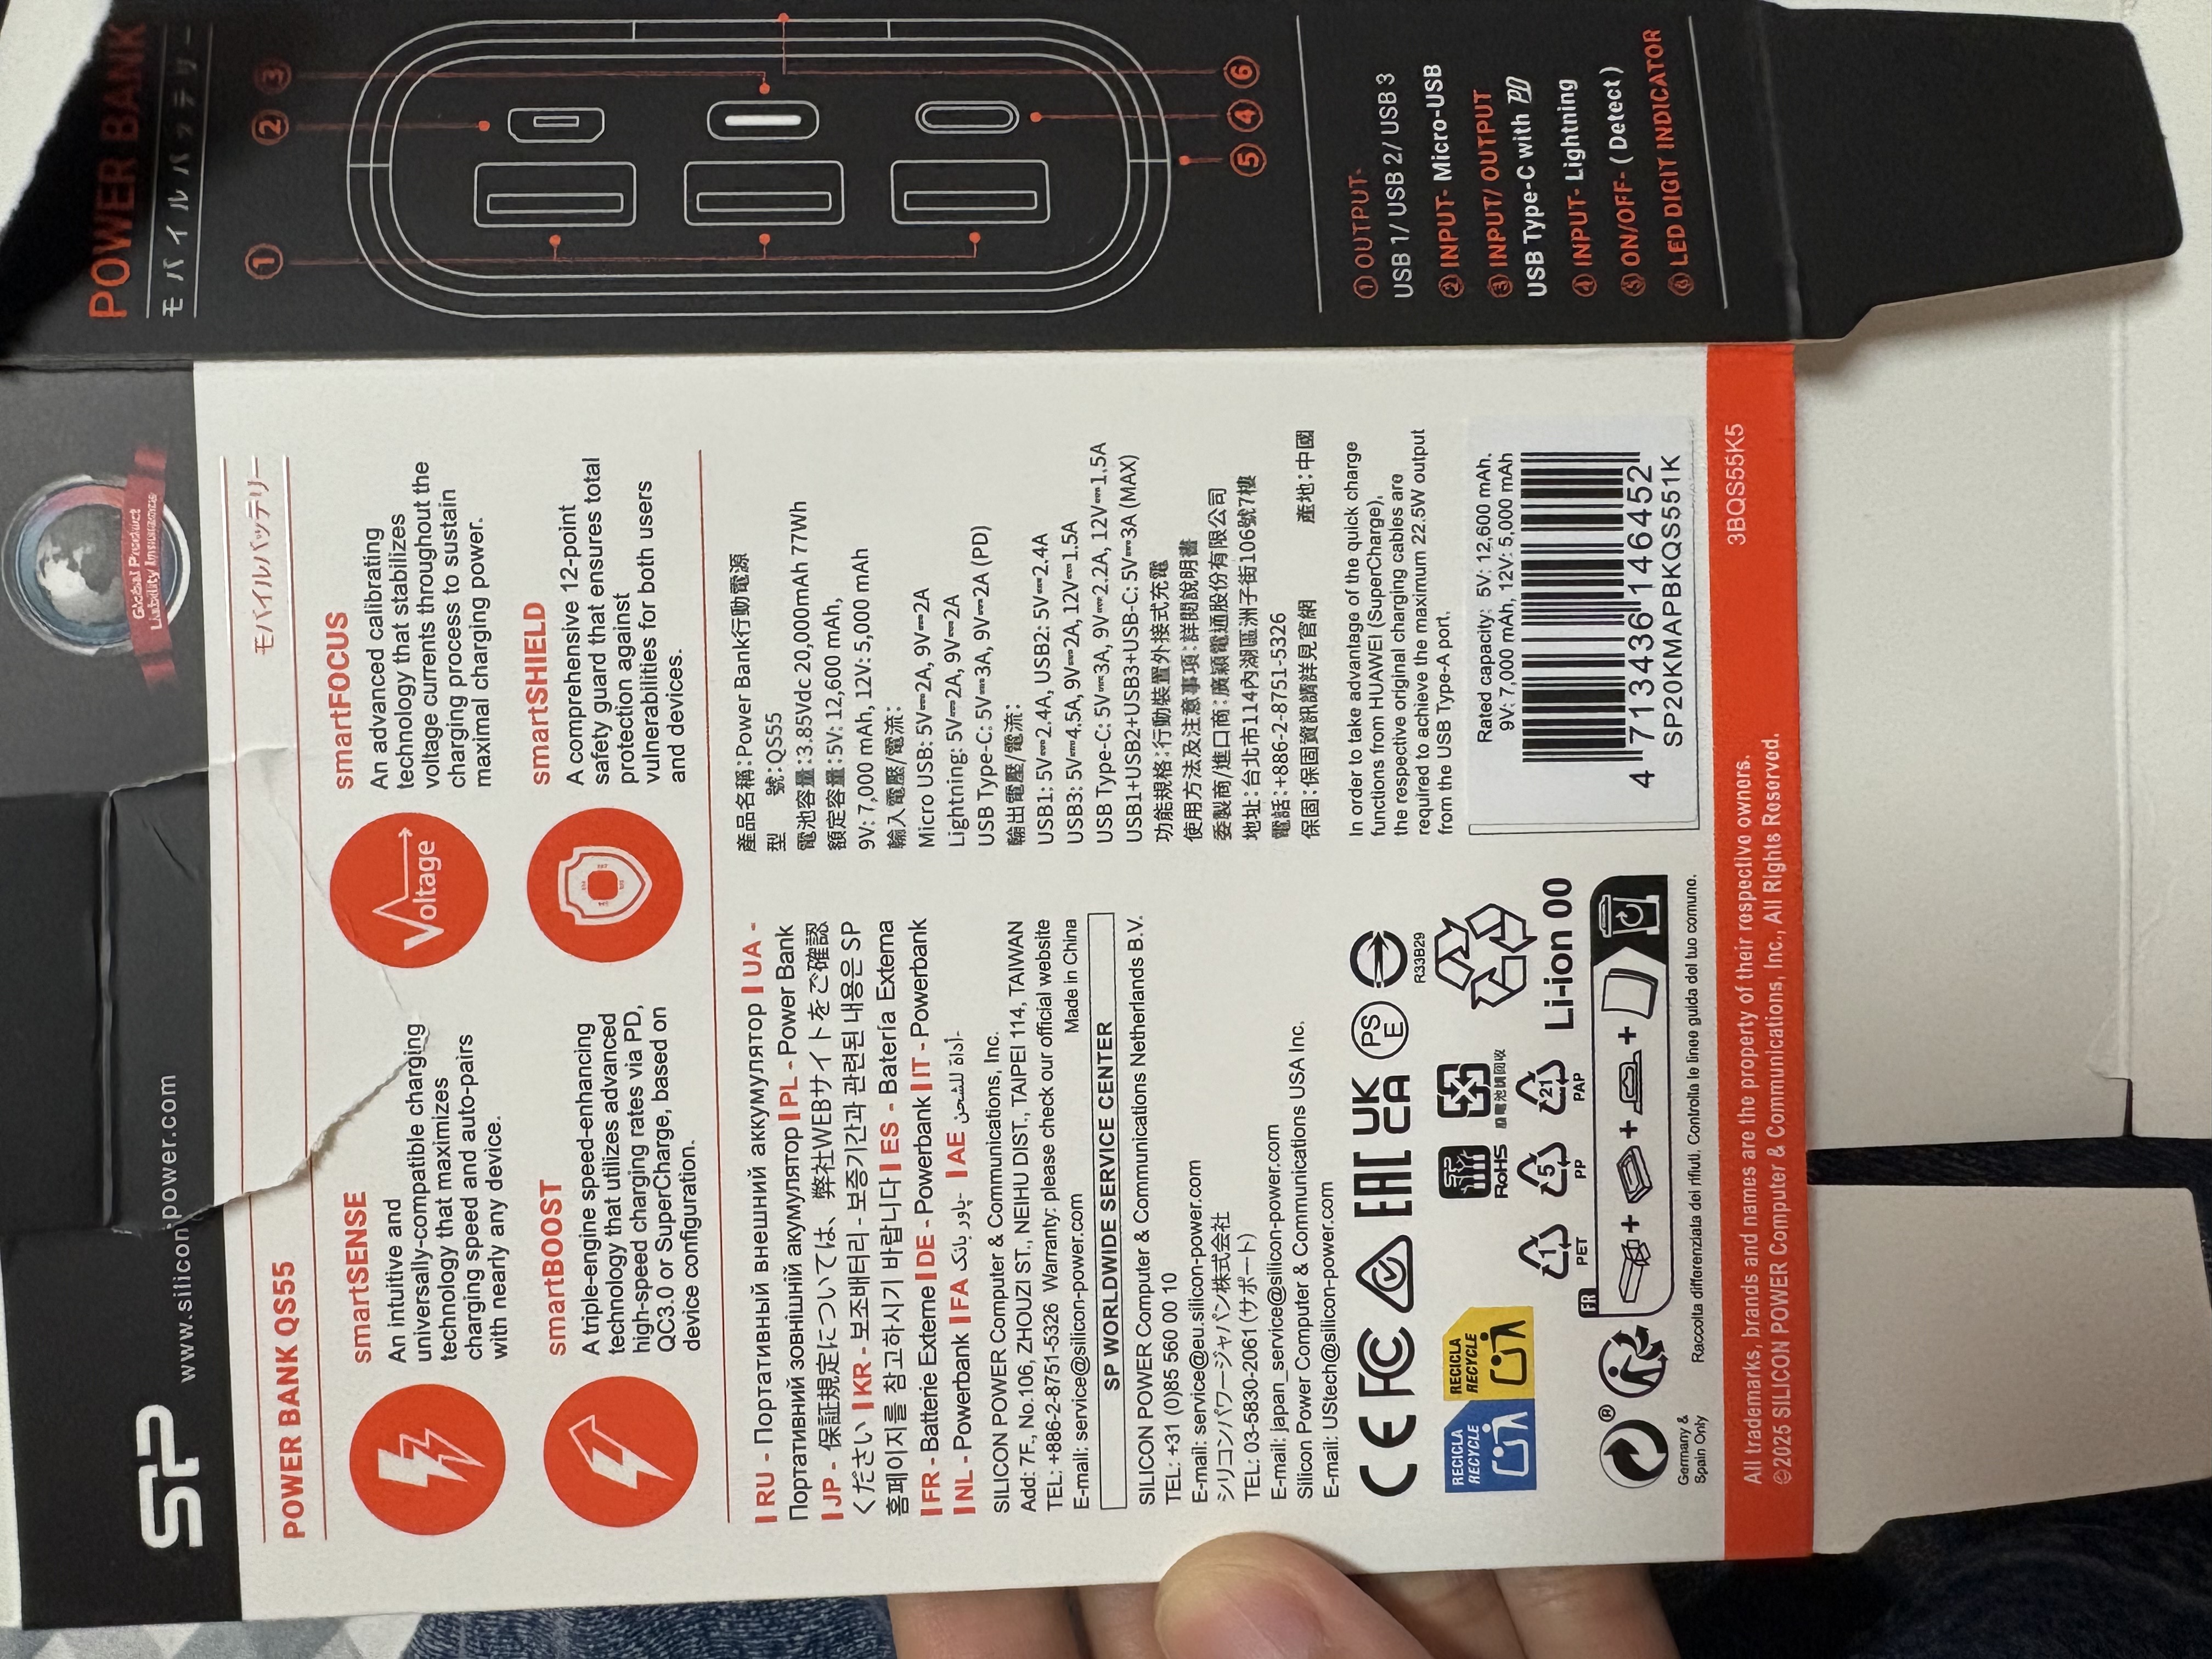 SP
www.silicon-power.com
Global Product
Liability Insurance
POWER BANK QS55
モバイルバッテリー
smartSENSE
An intuitive and
universally-compatible charging
technology that maximizes
charging speed and auto-pairs
with nearly any device.
Voltage
smartFOCUS
An advanced calibrating
technology that stabilizes
voltage currents throughout the
charging process to sustain
maximal charging power.
smartBOOST
A triple-engine speed-enhancing
technology that utilizes advanced
high-speed charging rates via PD,
QC3.0 or SuperCharge, based on
device configuration.
smartSHIELD
A comprehensive 12-point
safety guard that ensures total
protection against
vulnerabilities for both users
and devices.
| RU - Портативный внешний аккумулятор | UA -
Портативний зовнішній акумулятор | PL - Power Bank
| JP - 保証規定については、弊社WEBサイトをご確認
ください | KR - 보조배터리 - 보증기간과 관련된 내용은 SP
홈페이지를 참고하시기 바랍니다 | ES - Batería Externa
| FR - Batterie Externe | DE - Powerbank | IT - Powerbank
| NL - Powerbank | FA پاور بانک- | AE أداة للشحن-
SILICON POWER Computer & Communications, Inc.
Add: 7F., No.106, ZHOUZI ST., NEIHU DIST., TAIPEI 114, TAIWAN
TEL: +886-2-8751-5326 Warranty: please check our official website
E-mail: service@silicon-power.com Made in China
SP WORLDWIDE SERVICE CENTER
SILICON POWER Computer & Communications Netherlands B.V.
TEL: +31 (0)85 560 00 10
E-mail: service@eu.silicon-power.com
シリコンパワージャパン株式会社
TEL: 03-5830-2061 (サポート)
E-mail: japan_service@silicon-power.com
Silicon Power Computer & Communications USA Inc.
E-mail: UStech@silicon-power.com
CE FC EAC UK CA PS E
R33B29
RECICLA
RECYCLE
RECICLA
RECYCLE
RoHS
廢電池請回收
1
PET
5
PP
21
PAP
Li-ion 00
FR
®
Germany &
Spain Only
Raccolta differenziata dei rifiuti. Controlla le linee guida del tuo comune.
產品名稱:Power Bank行動電源
型 號:QS55
電池容量:3.85Vdc 20,000mAh 77Wh
額定容量:5V: 12,600 mAh,
9V: 7,000 mAh, 12V: 5,000 mAh
輸入電壓/電流:
Micro USB: 5V⎓2A, 9V⎓2A
Lightning: 5V⎓2A, 9V⎓2A
USB Type-C: 5V⎓3A, 9V⎓2A (PD)
輸出電壓/電流:
USB1: 5V⎓2.4A, USB2: 5V⎓2.4A
USB3: 5V⎓4.5A, 9V⎓2A, 12V⎓1.5A
USB Type-C: 5V⎓3A, 9V⎓2.2A, 12V⎓1.5A
USB1+USB2+USB3+USB-C: 5V⎓3A (MAX)
功能規格:行動裝置外接式充電
使用方法及注意事項:詳閱說明書
委製商/進口商:廣穎電通股份有限公司
地址:台北市114內湖區洲子街106號7樓
電話:+886-2-8751-5326
保固:保固資訊請詳見官網 產地:中國
In order to take advantage of the quick charge
functions from HUAWEI (SuperCharge),
the respective original charging cables are
required to achieve the maximum 22.5W output
from the USB Type-A port.
Rated capacity: 5V: 12,600 mAh,
9V: 7,000 mAh, 12V: 5,000 mAh
4 713436 146452
SP20KMAPBKQS551K
All trademarks, brands and names are the property of their respective owners.
©2025 SILICON POWER Computer & Communications, Inc., All Rights Reserved.
3BQS55K5
POWER BANK
モバイルバッテリー
①
②
③
④
⑤
⑥
① OUTPUT-
USB 1/ USB 2/ USB 3
② INPUT- Micro-USB
③ INPUT/ OUTPUT
USB Type-C with PD
④ INPUT- Lightning
⑤ ON/OFF- ( Detect )
⑥ LED DIGIT INDICATOR